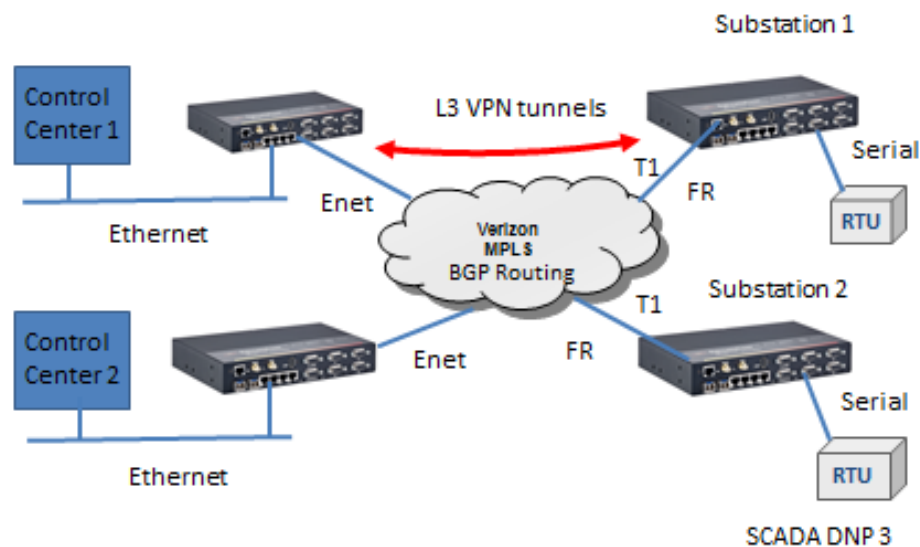 Substation 1
Control
Center 1
L3 VPN tunnels
T1
Serial
Enet
FR
RTU
Ethernet
Verizon
MPLS
BGP Routing
Substation 2
T1
Control
Center 2
Enet
FR
Serial
Ethernet
RTU
SCADA DNP 3